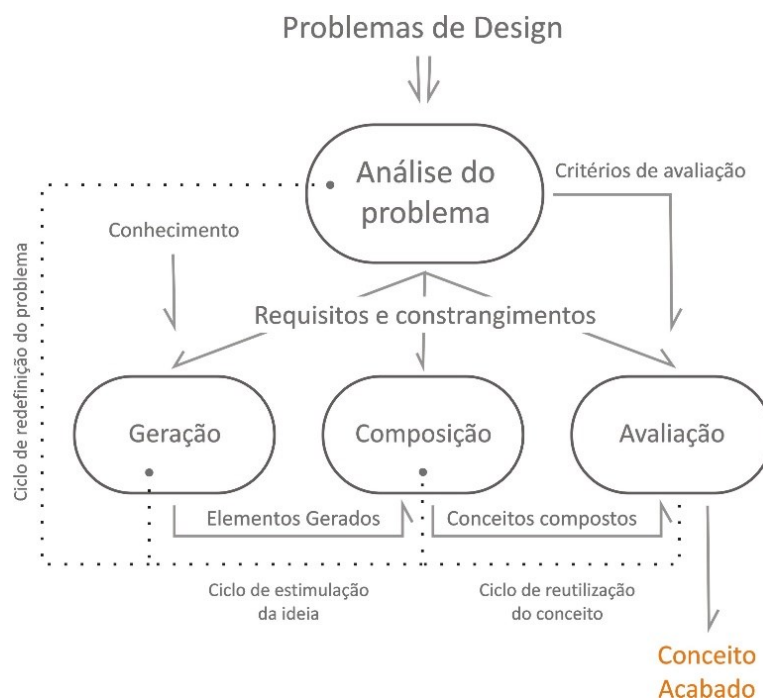 Problemas de Design
Análise do
problema
Critérios de avaliação
Conhecimento
Ciclo de redefinição do problema
Requisitos e constrangimentos
Geração
Composição
Avaliação
Elementos Gerados
Conceitos compostos
Ciclo de estimulação
da ideia
Ciclo de reutilização
do conceito
Conceito
Acabado